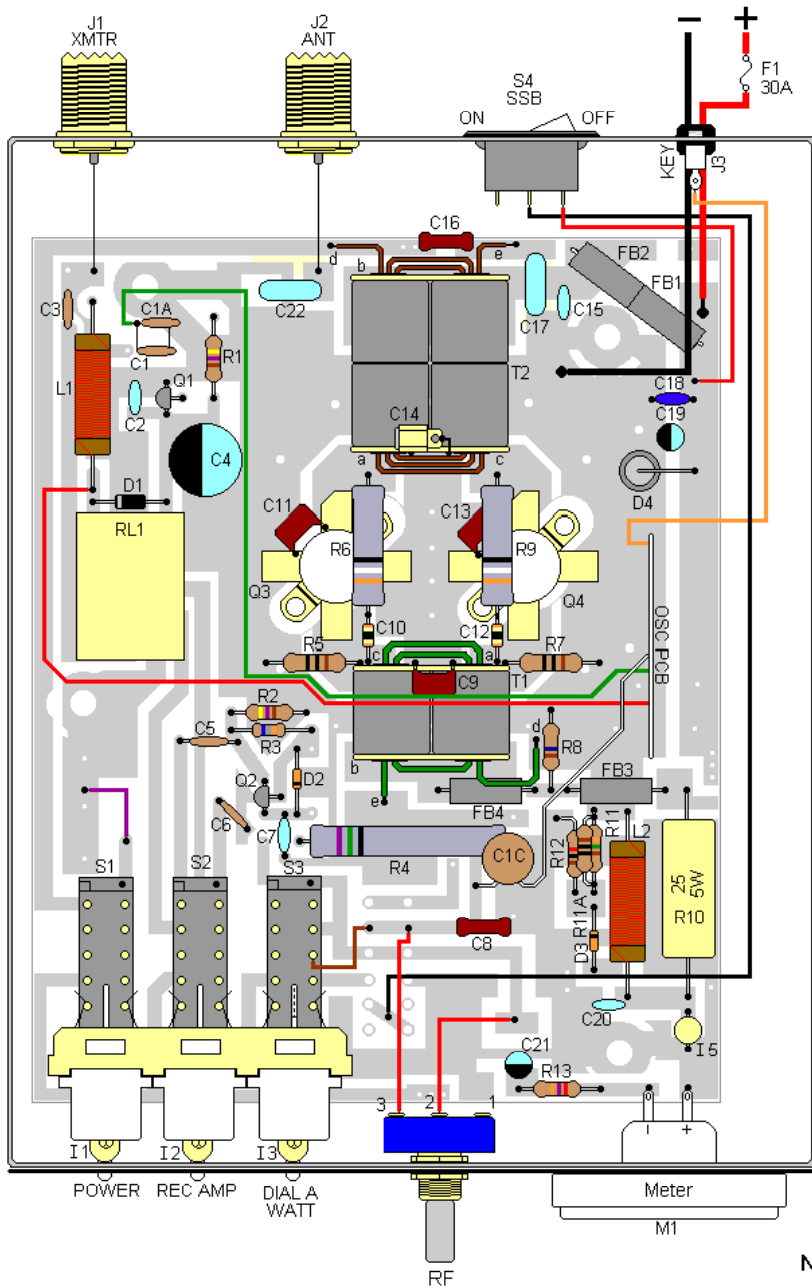 J1
XMTR
J2
ANT
−
+
F1
30A
S4
SSB
ON
OFF
KEY
J3
C16
d
b
e
FB2
FB1
C3
C1A
C1
C22
C17
C15
R1
L1
Q1
C2
T2
C18
C19
C14
C4
a
c
D4
D1
RL1
C11
R6
C13
R9
Q3
Q4
OSC PCB
C10
C12
R5
c
a
R7
C9
T1
R2
R3
C5
d
R8
b
D2
Q2
e
FB4
FB3
C6
C7
R4
C1C
R12
R11
L2
25
5W
R10
S1
S2
S3
R11A
D3
C8
C20
I5
C21
R13
3
2
1
-
+
I1
I2
I3
POWER
REC AMP
DIAL A
WATT
Meter
M1
RF
N